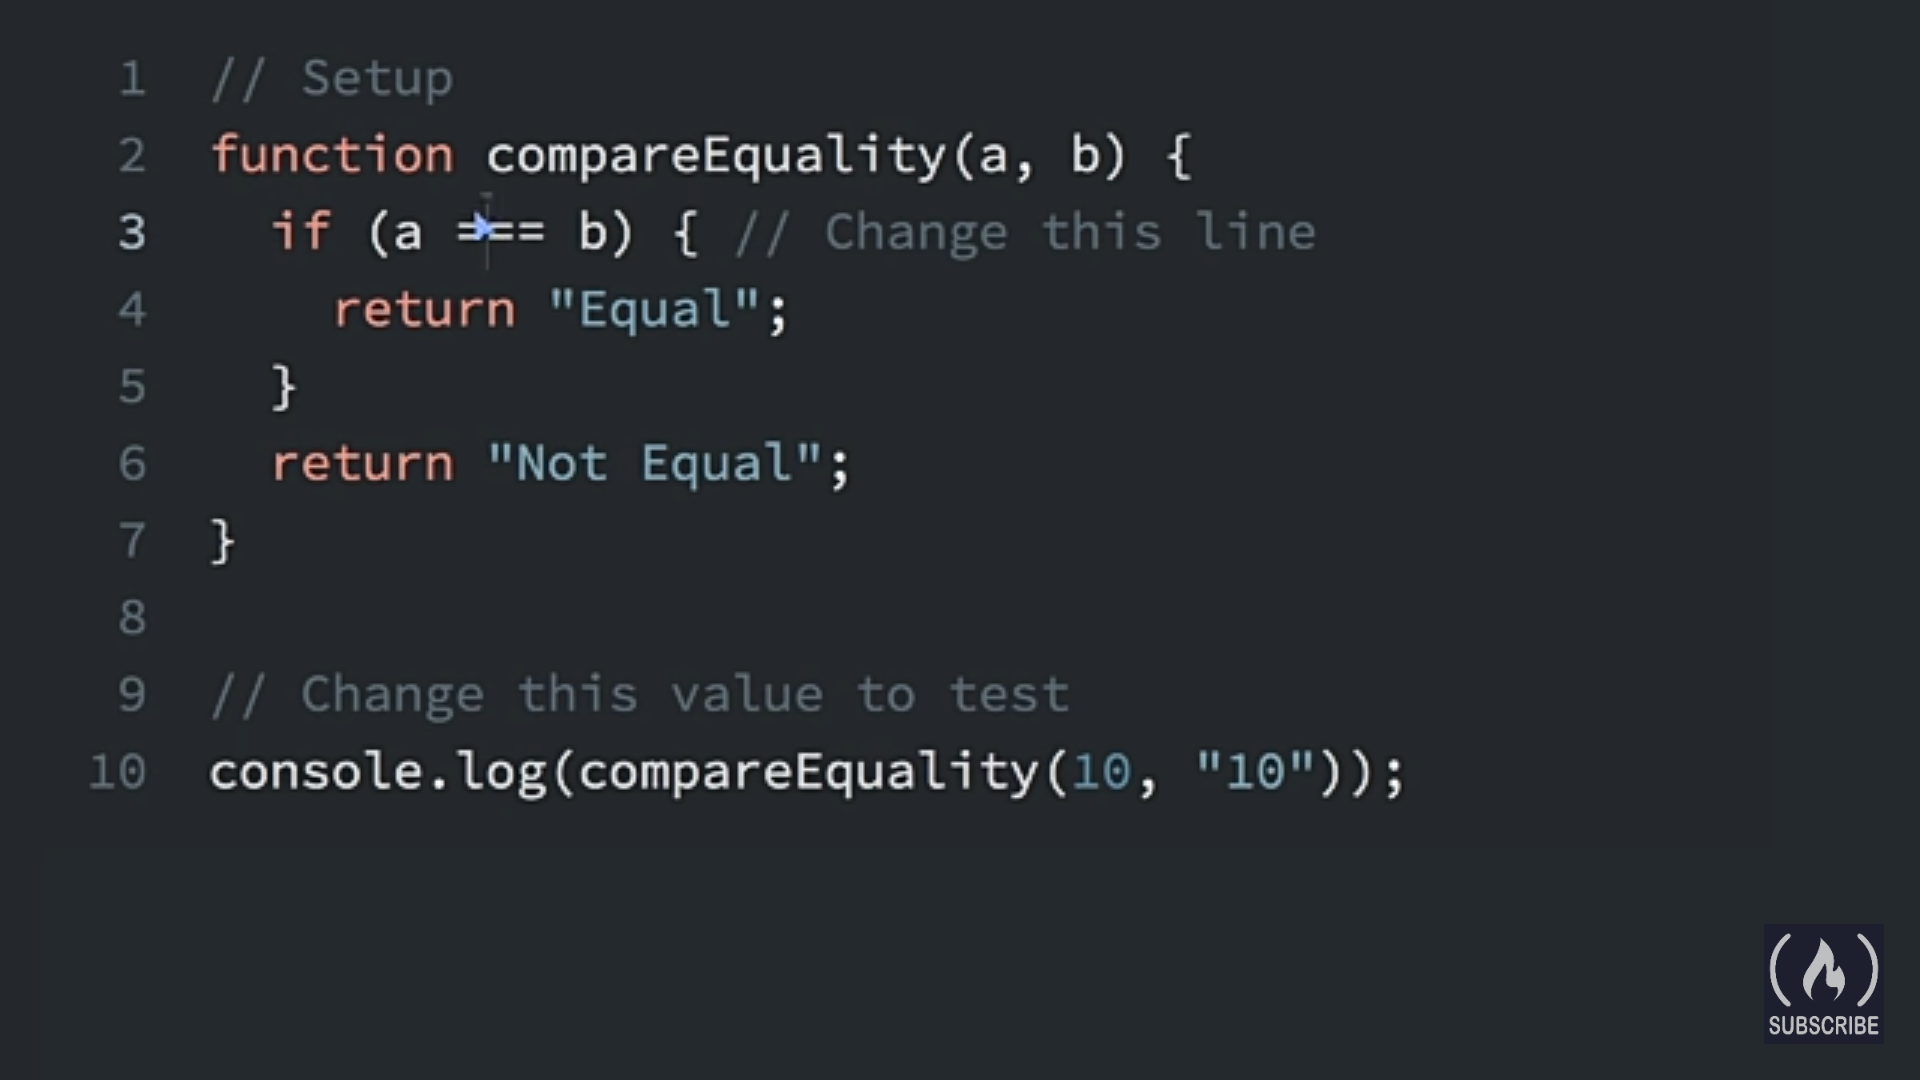 1 // Setup
2 function compareEquality(a, b) {
3   if (a === b) { // Change this line
4     return "Equal";
5   }
6   return "Not Equal";
7 }
8
9 // Change this value to test
10 console.log(compareEquality(10, "10"));
SUBSCRIBE